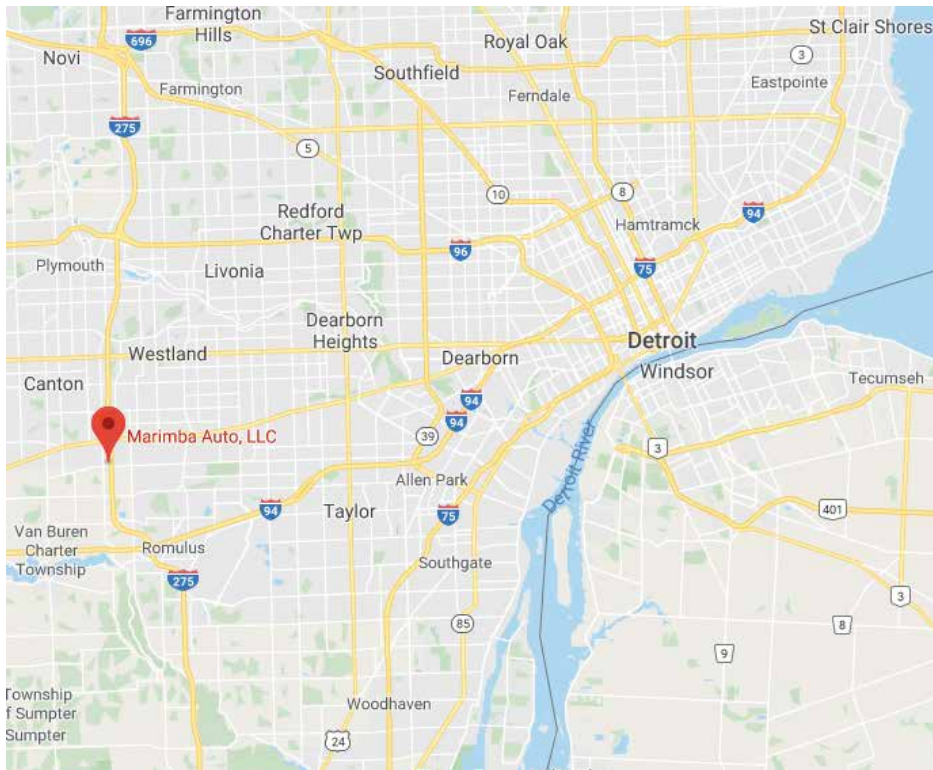 Farmington
Hills
St Clair Shores
696
Royal Oak
Novi
3
Southfield
Eastpointe
Farmington
Ferndale
275
5
10
8
Redford
Charter Twp
94
Hamtramck
96
Plymouth
Livonia
75
Dearborn
Heights
Detroit
Westland
Dearborn
Windsor
Canton
Tecumseh
94
94
Marimba Auto, LLC
39
3
Allen Park
Detroit River
94
Taylor
75
401
Van Buren
Charter
Township
Romulus
Southgate
275
3
85
8
9
Township
of Sumpter
Sumpter
Woodhaven
24